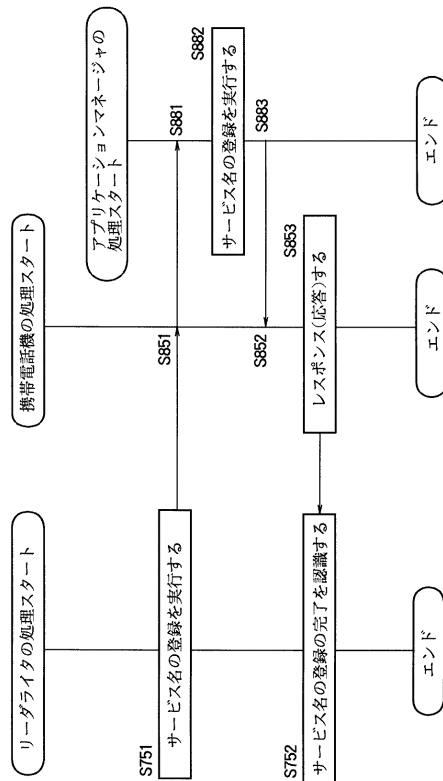 リーダライタの処理スタート
携帯電話機の処理スタート
アプリケーションマネージャの
処理スタート
S751
サービス名の登録を実行する
S851
S881
S882
サービス名の登録を実行する
S852
S883
S752
サービス名の登録の完了を認識する
S853
レスポンス(応答)する
エンド
エンド
エンド